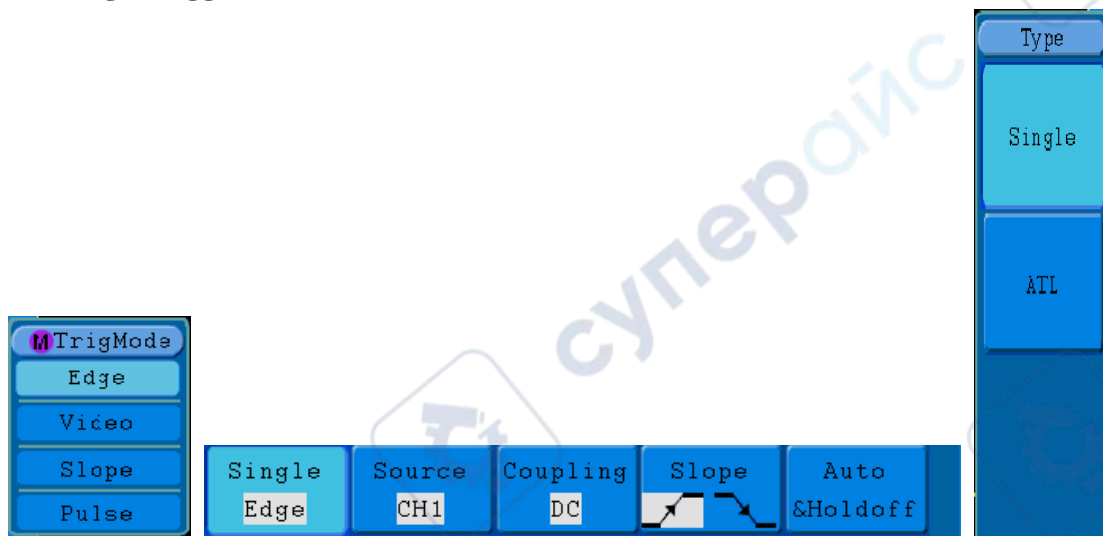 Type
Single
ATL
суперайс
M TrigMode
Edge
Video
Slope
Pulse
Single Source Coupling Slope Auto
Edge CH1 DC &Holdoff